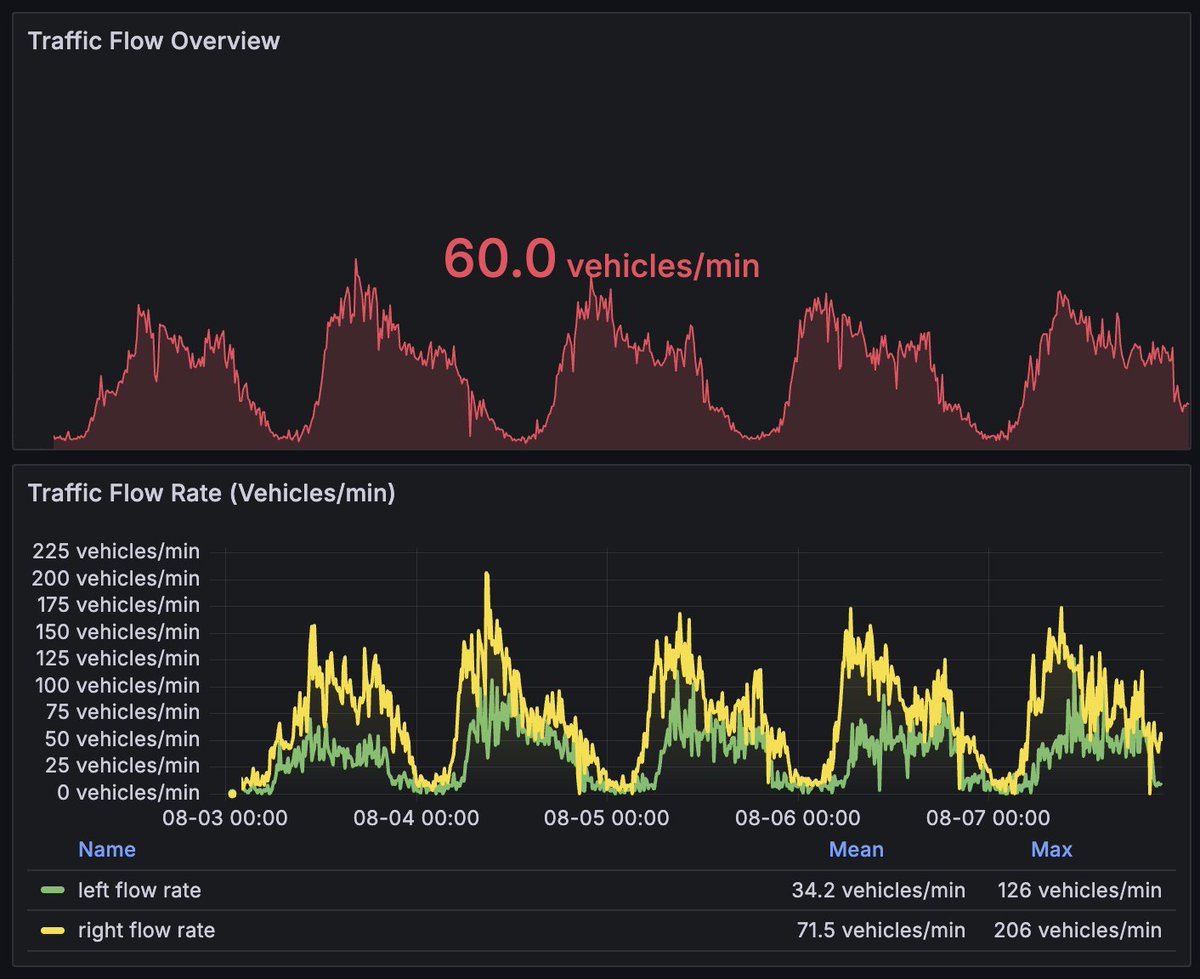 Traffic Flow Overview
60.0 vehicles/min
Traffic Flow Rate (Vehicles/min)
225 vehicles/min
200 vehicles/min
175 vehicles/min
150 vehicles/min
125 vehicles/min
100 vehicles/min
75 vehicles/min
50 vehicles/min
25 vehicles/min
0 vehicles/min
08-03 00:00 08-04 00:00 08-05 00:00 08-06 00:00 08-07 00:00
Name Mean Max
left flow rate 34.2 vehicles/min 126 vehicles/min
right flow rate 71.5 vehicles/min 206 vehicles/min